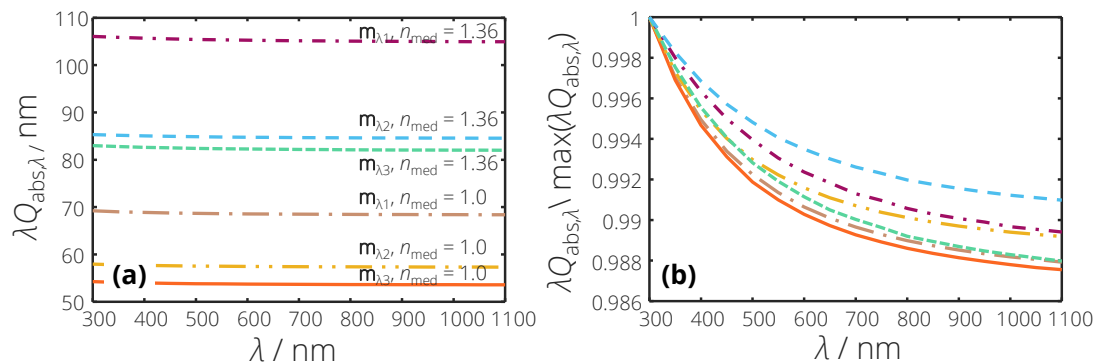 110
100
90
80
70
60
50
300 400 500 600 700 800 900 1000 1100
λ / nm
λQabs,λ / nm
mλ1, nmed = 1.36
mλ2, nmed = 1.36
mλ3, nmed = 1.36
mλ1, nmed = 1.0
mλ2, nmed = 1.0
mλ3, nmed = 1.0
(a)
1
0.998
0.996
0.994
0.992
0.99
0.988
0.986
300 400 500 600 700 800 900 1000 1100
λ / nm
λQabs,λ \ max(λQabs,λ)
(b)